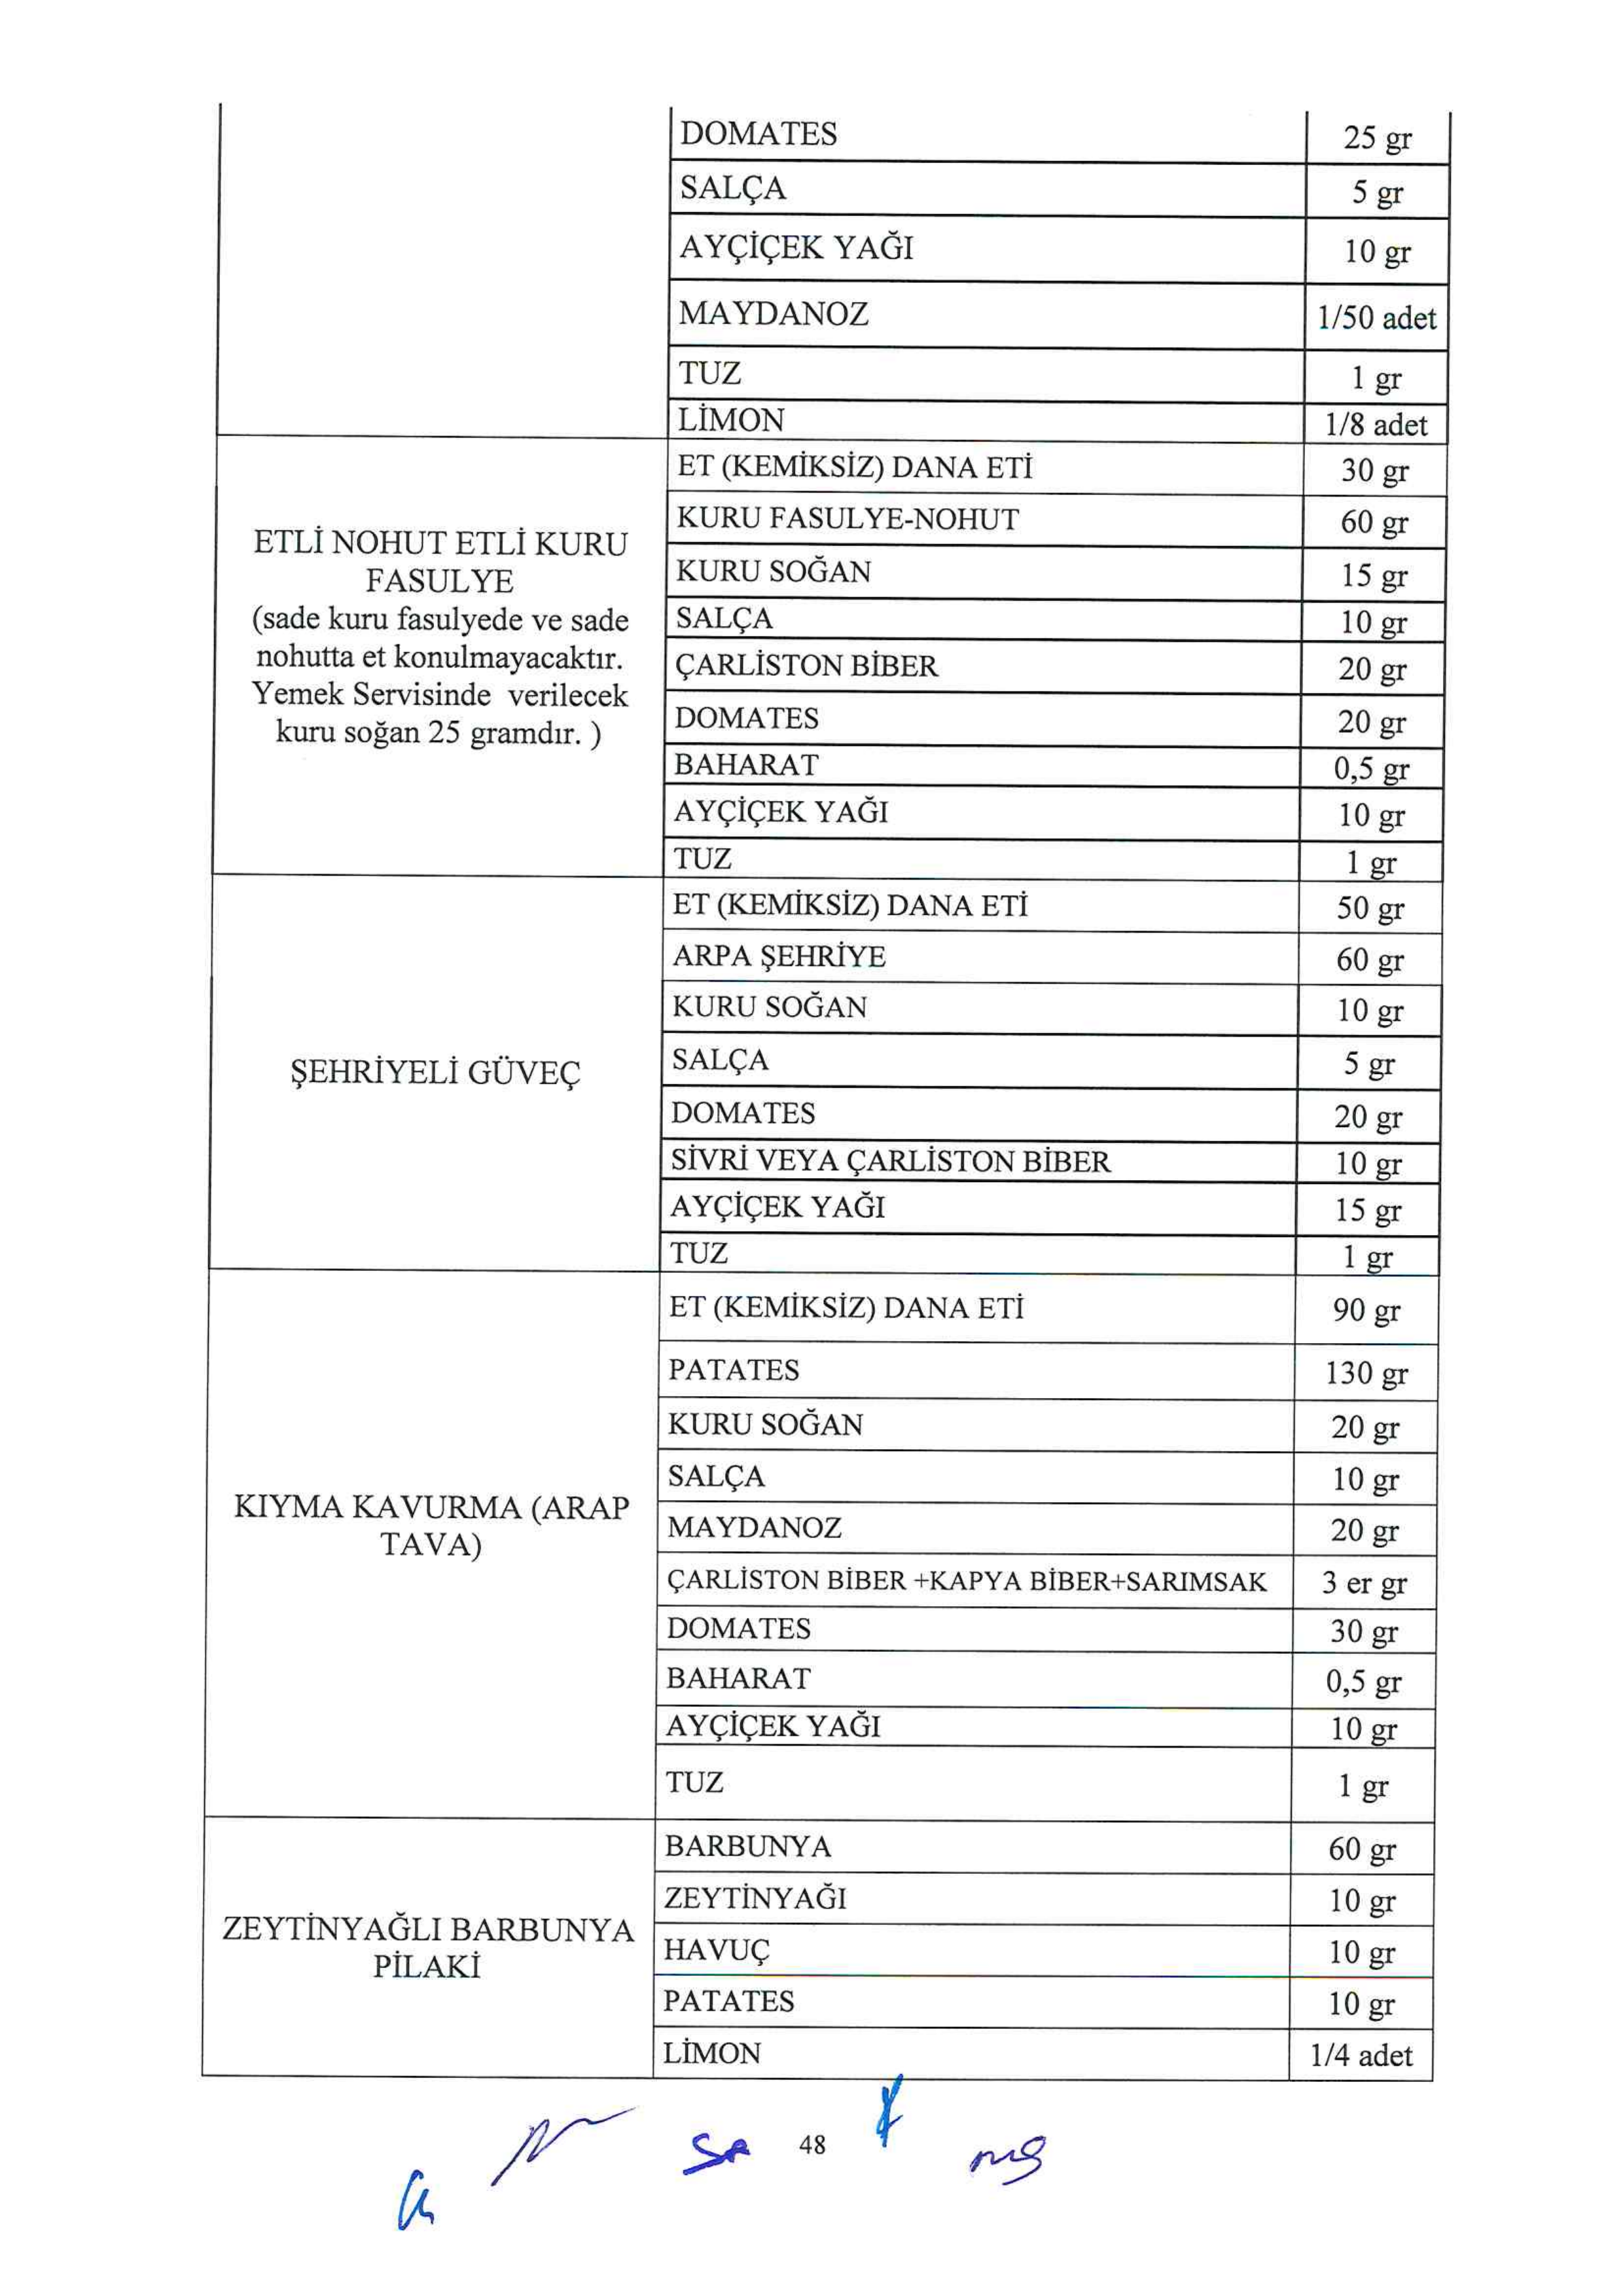 DOMATES 25 gr
SALÇA 5 gr
AYÇİÇEK YAĞI 10 gr
MAYDANOZ 1/50 adet
TUZ 1 gr
LİMON 1/8 adet
ETLİ NOHUT ETLİ KURU
FASULYE
(sade kuru fasulyede ve sade
nohutta et konulmayacaktır.
Yemek Servisinde verilecek
kuru soğan 25 gramdır. )
ET (KEMİKSİZ) DANA ETİ 30 gr
KURU FASULYE-NOHUT 60 gr
KURU SOĞAN 15 gr
SALÇA 10 gr
ÇARLİSTON BİBER 20 gr
DOMATES 20 gr
BAHARAT 0,5 gr
AYÇİÇEK YAĞI 10 gr
TUZ 1 gr
ŞEHRİYELİ GÜVEÇ
ET (KEMİKSİZ) DANA ETİ 50 gr
ARPA ŞEHRİYE 60 gr
KURU SOĞAN 10 gr
SALÇA 5 gr
DOMATES 20 gr
SİVRİ VEYA ÇARLİSTON BİBER 10 gr
AYÇİÇEK YAĞI 15 gr
TUZ 1 gr
KIYMA KAVURMA (ARAP
TAVA)
ET (KEMİKSİZ) DANA ETİ 90 gr
PATATES 130 gr
KURU SOĞAN 20 gr
SALÇA 10 gr
MAYDANOZ 20 gr
ÇARLİSTON BİBER +KAPYA BİBER+SARIMSAK 3 er gr
DOMATES 30 gr
BAHARAT 0,5 gr
AYÇİÇEK YAĞI 10 gr
TUZ 1 gr
ZEYTİNYAĞLI BARBUNYA
PİLAKİ
BARBUNYA 60 gr
ZEYTİNYAĞI 10 gr
HAVUÇ 10 gr
PATATES 10 gr
LİMON 1/4 adet
48